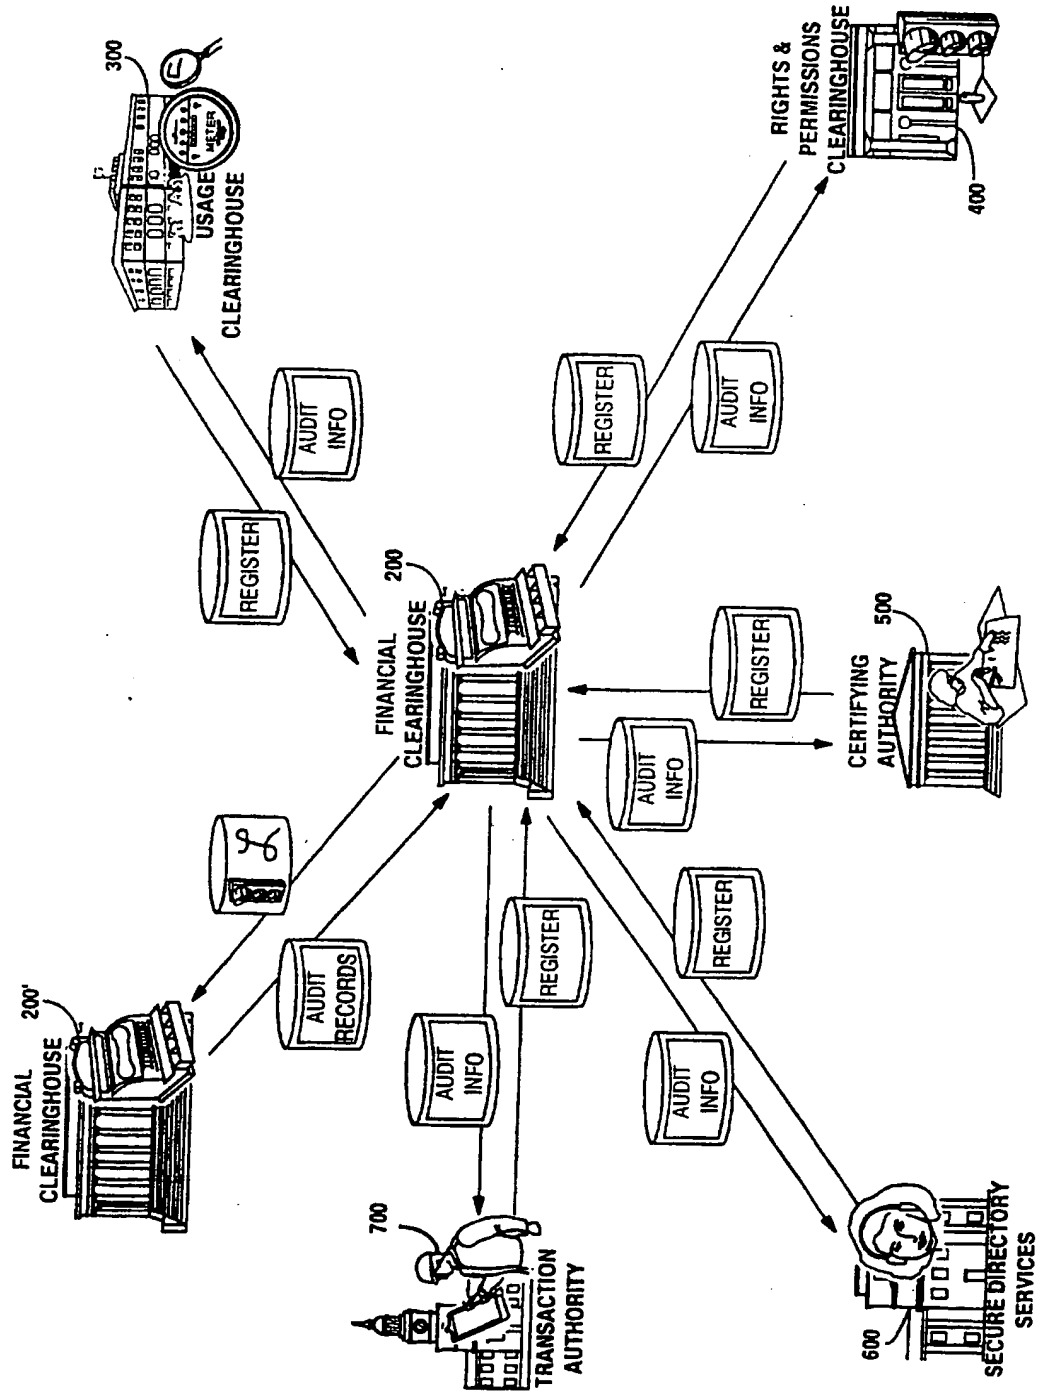 FINANCIAL
CLEARINGHOUSE
200'
AUDIT
RECORDS
REGISTER
AUDIT
INFO
USAGE
CLEARINGHOUSE
300
METER
TRANSACTION
AUTHORITY
700
AUDIT
INFO
REGISTER
FINANCIAL
CLEARINGHOUSE
200
REGISTER
AUDIT
INFO
RIGHTS &
PERMISSIONS
CLEARINGHOUSE
400
SECURE DIRECTORY
SERVICES
600
AUDIT
INFO
REGISTER
AUDIT
INFO
REGISTER
CERTIFYING
AUTHORITY
500